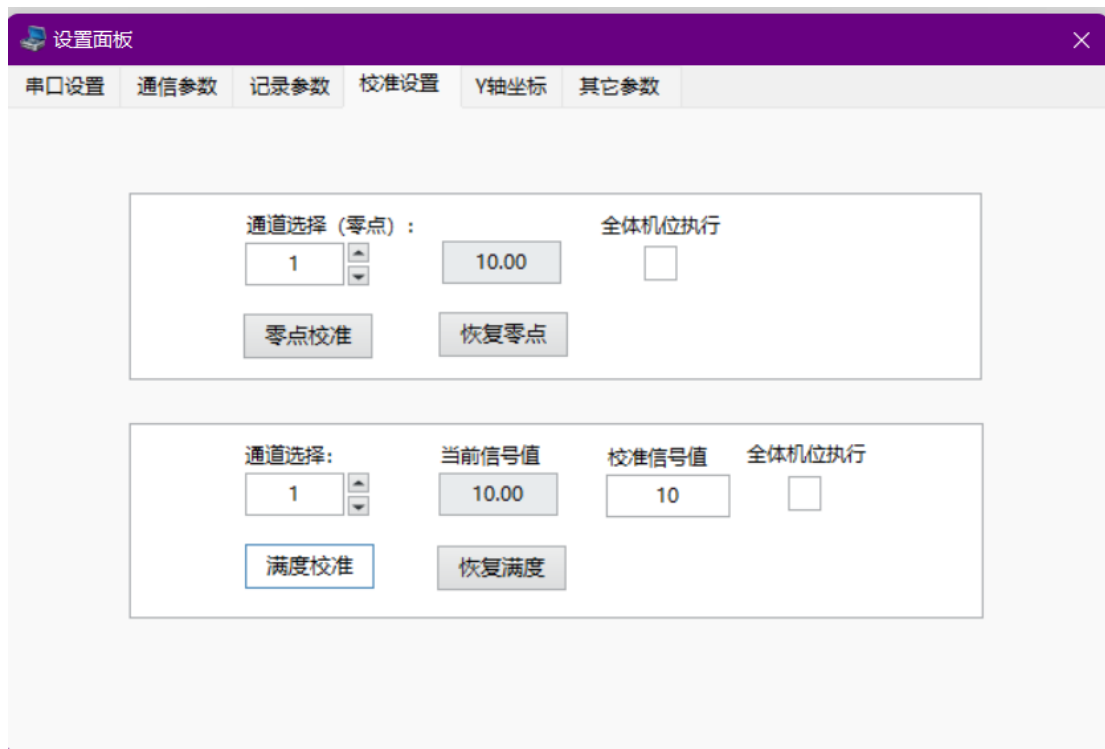 设置面板
串口设置 通信参数 记录参数 校准设置 Y轴坐标 其它参数
通道选择（零点）： 全体机位执行
1 10.00
零点校准 恢复零点
通道选择: 当前信号值 校准信号值 全体机位执行
1 10.00 10
满度校准 恢复满度